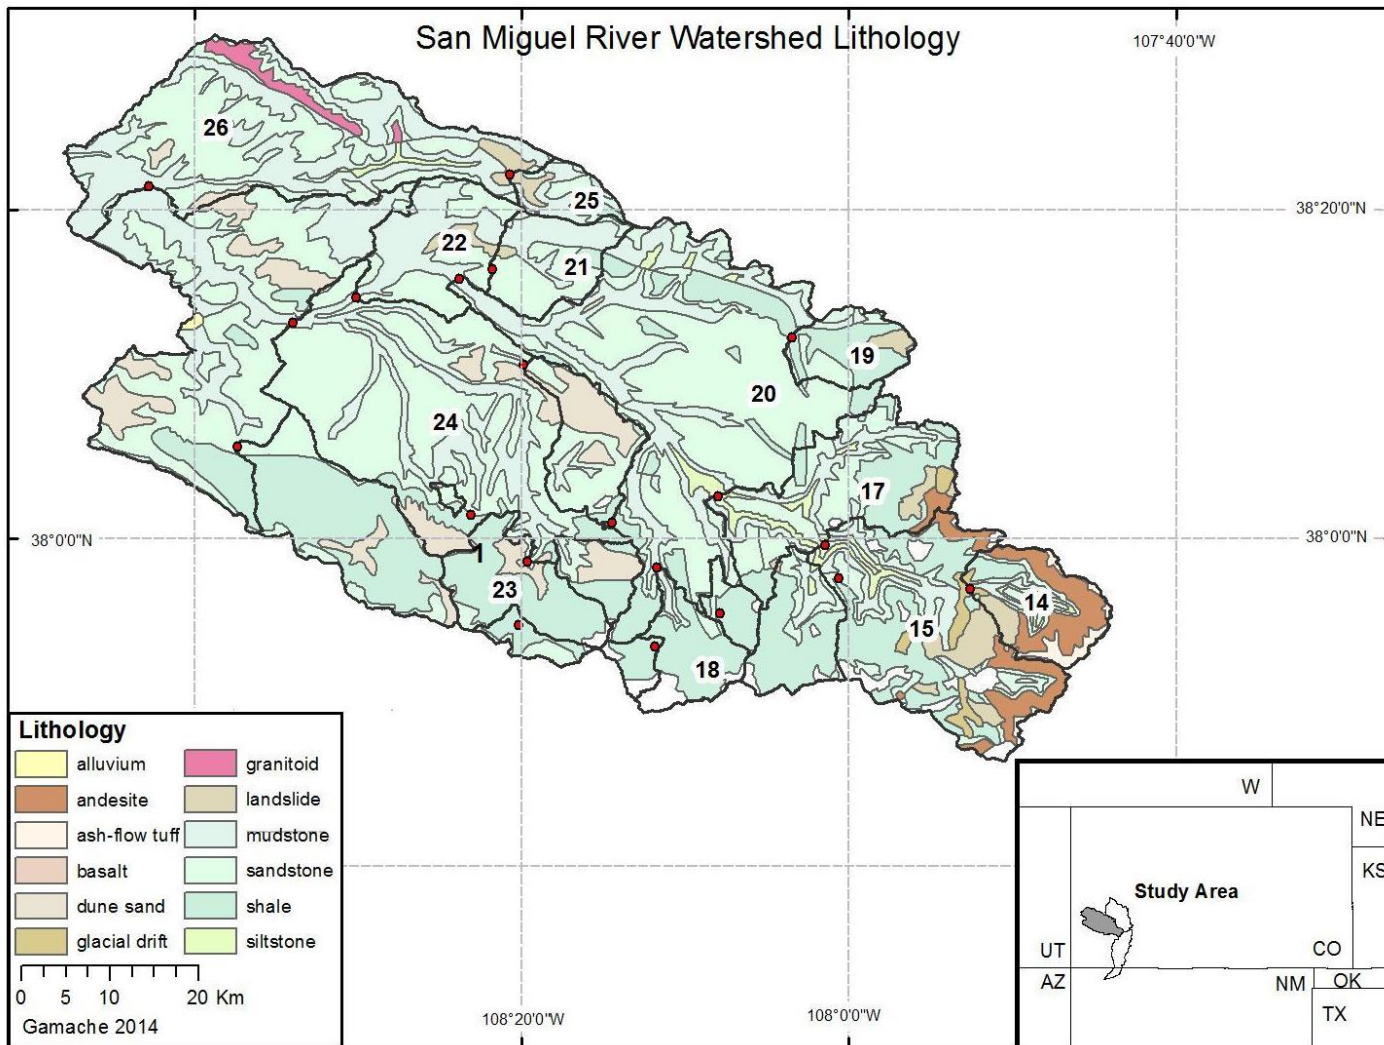 San Miguel River Watershed Lithology
107°40'0"W
26
25
38°20'0"N
22
21
19
20
24
17
38°0'0"N
38°0'0"N
1
23
14
15
18
Lithology
alluvium
granitoid
andesite
landslide
ash-flow tuff
mudstone
basalt
sandstone
dune sand
shale
glacial drift
siltstone
0 5 10 20 Km
Gamache 2014
108°20'0"W
108°0'0"W
W
NE
KS
Study Area
UT
CO
AZ
NM
OK
TX